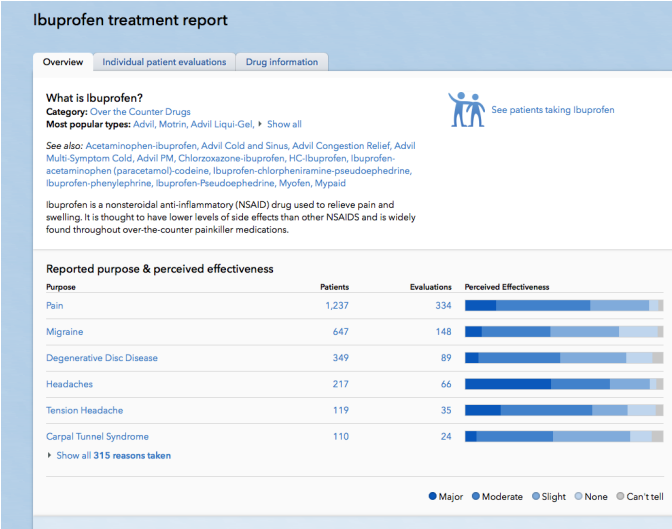 Ibuprofen treatment report
Overview Individual patient evaluations Drug information
What is Ibuprofen?
Category: Over the Counter Drugs
Most popular types: Advil, Motrin, Advil Liqui-Gel, Show all
See patients taking Ibuprofen
See also: Acetaminophen-ibuprofen, Advil Cold and Sinus, Advil Congestion Relief, Advil
Multi-Symptom Cold, Advil PM, Chlorzoxazone-ibuprofen, HC-Ibuprofen, Ibuprofen-
acetaminophen (paracetamol)-codeine, Ibuprofen-chlorpheniramine-pseudoephedrine,
Ibuprofen-phenylephrine, Ibuprofen-Pseudoephedrine, Myofen, Mypaid
Ibuprofen is a nonsteroidal anti-inflammatory (NSAID) drug used to relieve pain and
swelling. It is thought to have lower levels of side effects than other NSAIDS and is widely
found throughout over-the-counter painkiller medications.
Reported purpose & perceived effectiveness
Purpose Patients Evaluations Perceived Effectiveness
Pain 1,237 334
Migraine 647 148
Degenerative Disc Disease 349 89
Headaches 217 66
Tension Headache 119 35
Carpal Tunnel Syndrome 110 24
Show all 315 reasons taken
Major Moderate Slight None Can't tell